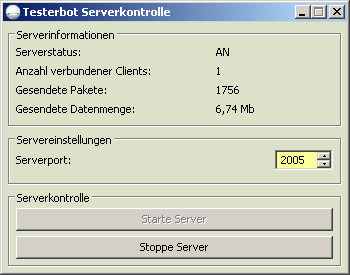 Testerbot Serverkontrolle
Serverinformationen
Serverstatus: AN
Anzahl verbundener Clients: 1
Gesendete Pakete: 1756
Gesendete Datenmenge: 6,74 Mb
Servereinstellungen
Serverport: 2005
Serverkontrolle
Starte Server
Stoppe Server